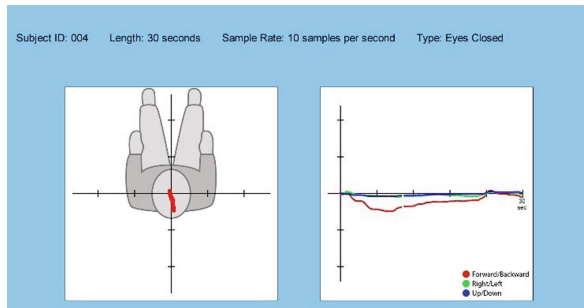 Subject ID: 004 Length: 30 seconds Sample Rate: 10 samples per second Type: Eyes Closed
30
sec
Forward/Backward
Right/Left
Up/Down